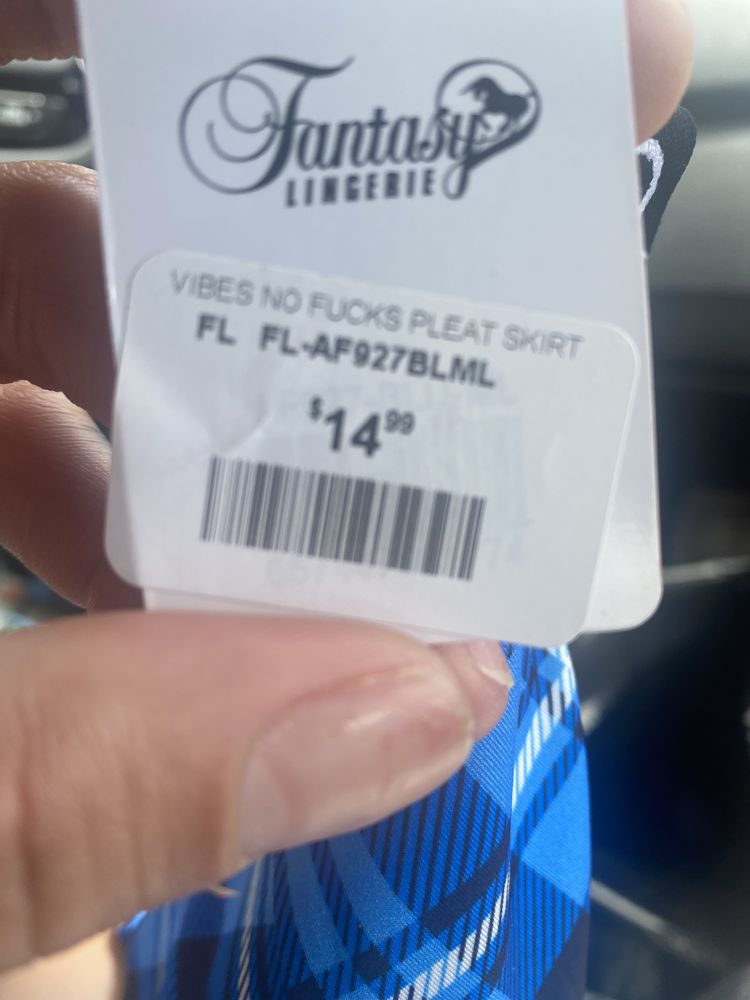 Fantasy
LINGERIE
VIBES NO FUCKS PLEAT SKIRT
FL FL-AF927BLML
$14.99